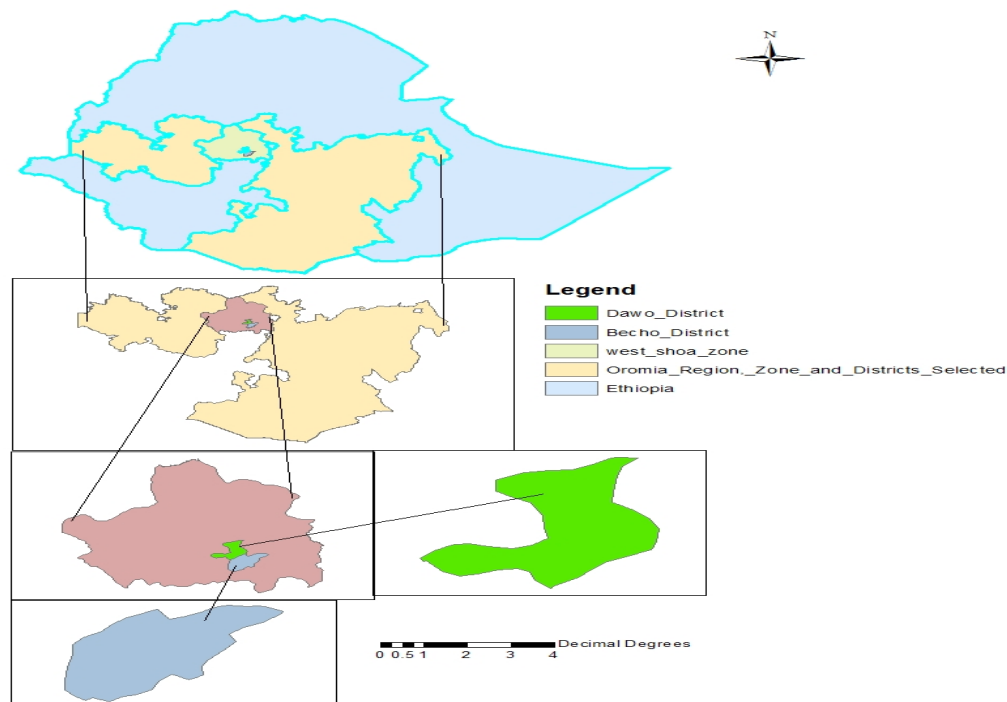 N
Legend
Dawo_District
Becho_District
west_shoa_zone
Oromia_Region,_Zone_and_Districts_Selected
Ethiopia
Decimal Degrees
0 0.5 1 2 3 4